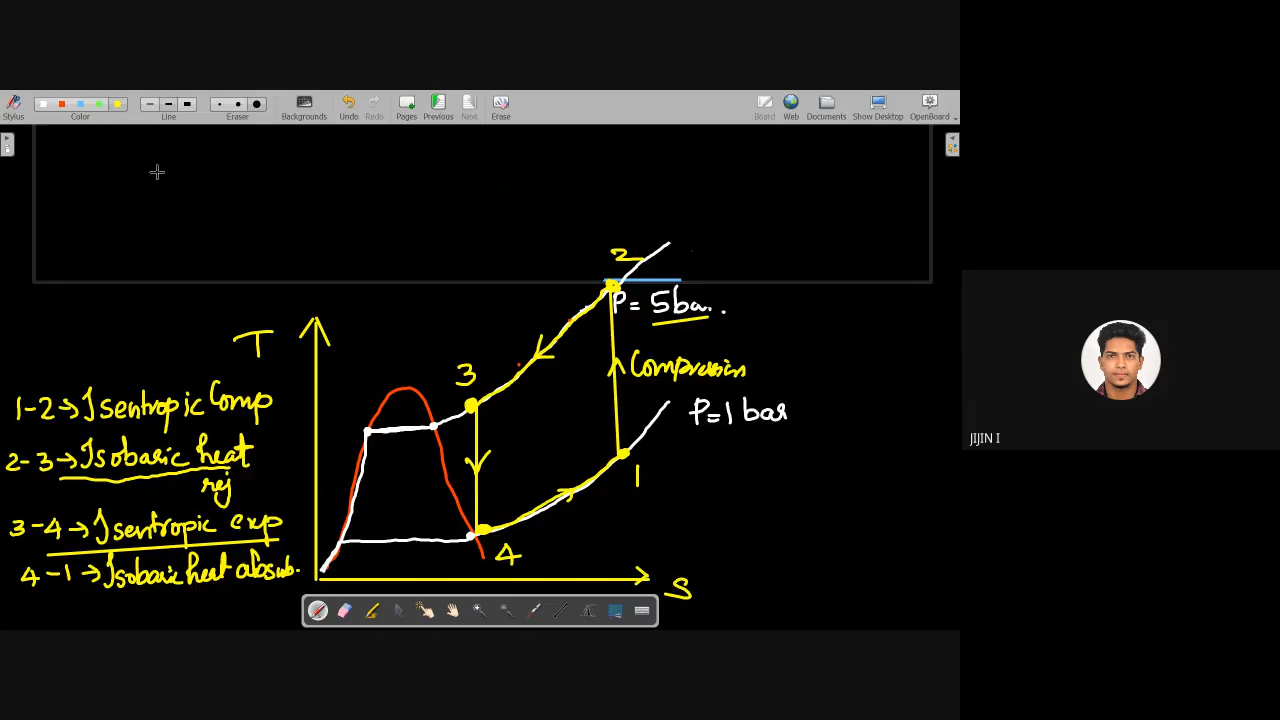 Stylus Color Line Eraser Backgrounds Undo Redo Pages Previous Next Erase Board Web Documents Show Desktop OpenBoard
2
P = 5bar.
T
3
Compression
P=1 bar
1-2→Isentropic Comp
2-3→Isobaric heat
rej
1
3-4→Isentropic exp
4
4-1→Isobaric heat absub.
S
JIJIN I